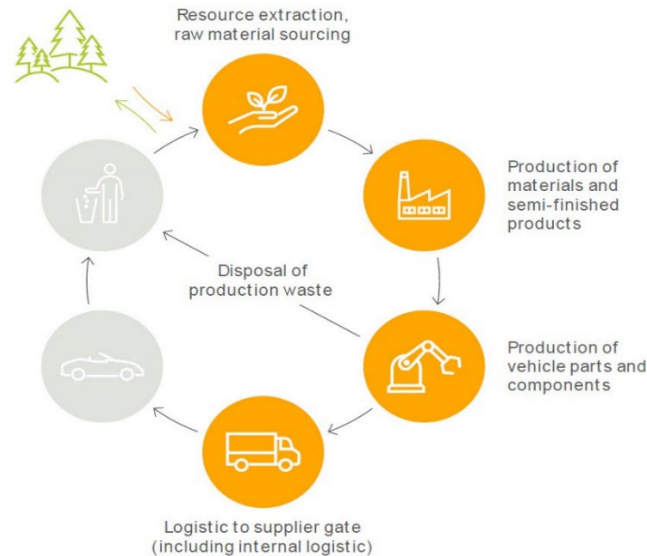 Resource extraction,
raw material sourcing
Production of
materials and
semi-finished
products
Disposal of
production waste
Production of
vehicle parts and
components
Logistic to supplier gate
(including internal logistic)